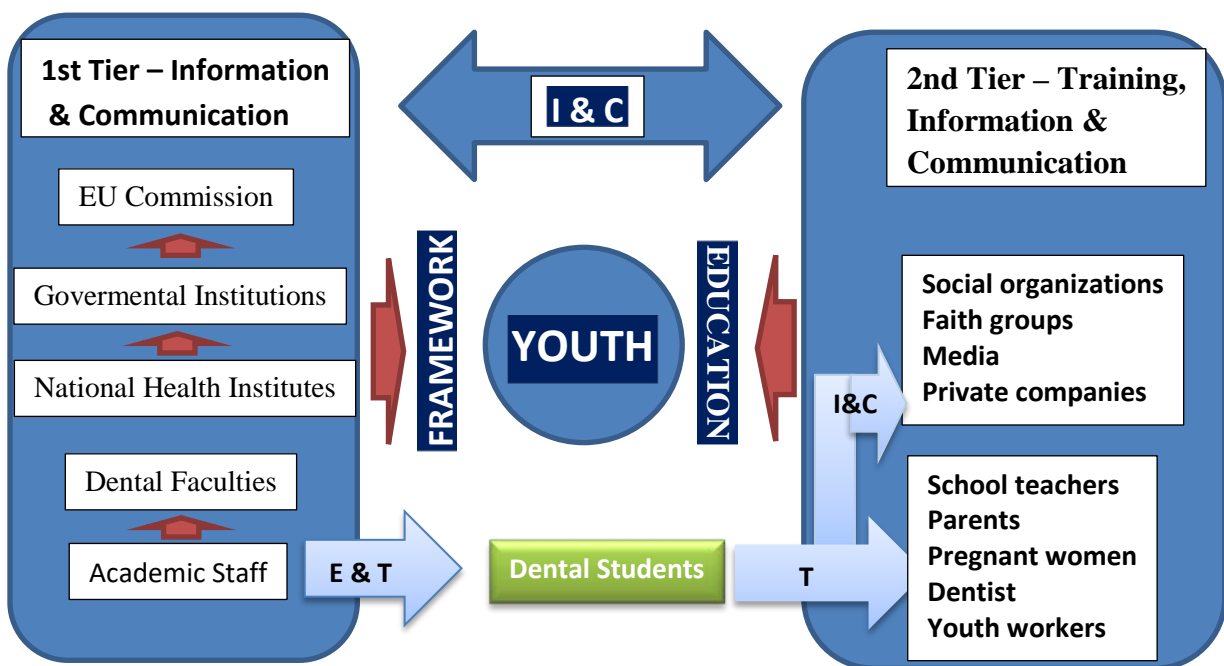 1st Tier – Information
& Communication
EU Commission
Govermental Institutions
National Health Institutes
Dental Faculties
Academic Staff
E & T
I & C
FRAMEWORK
YOUTH
EDUCATION
Dental Students
T
I&C
2nd Tier – Training,
Information &
Communication
Social organizations
Faith groups
Media
Private companies
School teachers
Parents
Pregnant women
Dentist
Youth workers